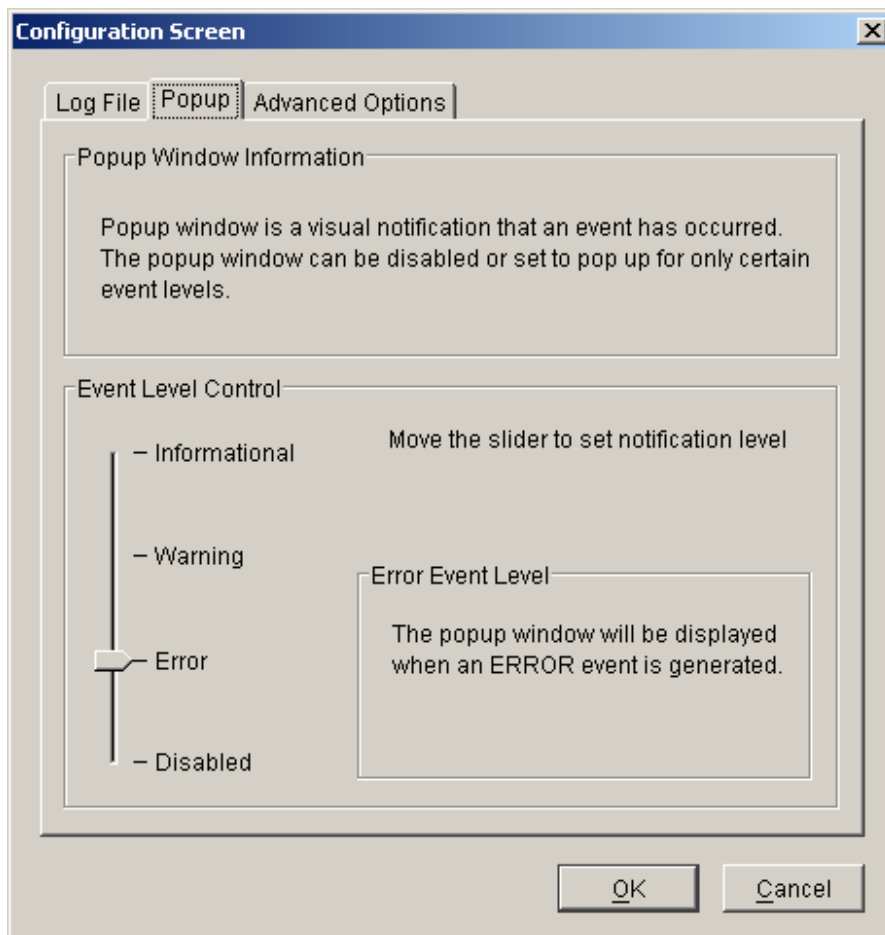 Configuration Screen
Log File
Popup
Advanced Options
Popup Window Information
Popup window is a visual notification that an event has occurred.
The popup window can be disabled or set to pop up for only certain
event levels.
Event Level Control
Informational
Warning
Error
Disabled
Move the slider to set notification level
Error Event Level
The popup window will be displayed
when an ERROR event is generated.
OK
Cancel